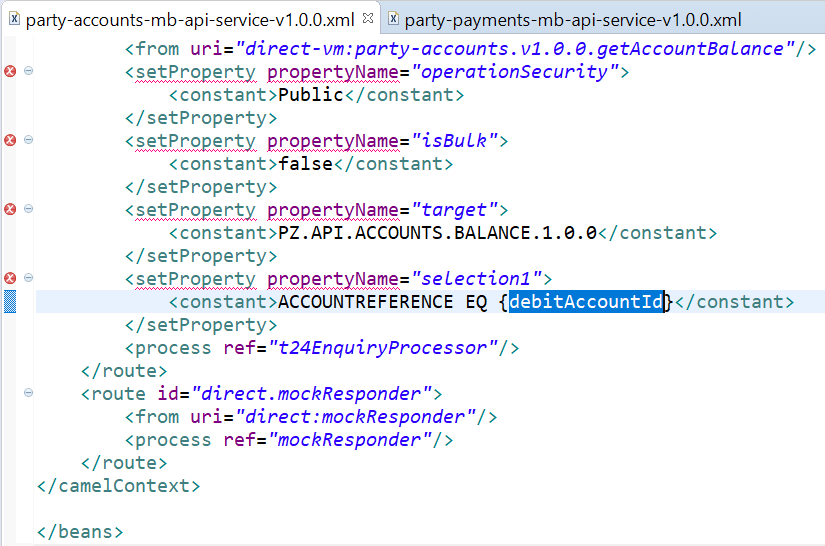 party-accounts-mb-api-service-v1.0.0.xml party-payments-mb-api-service-v1.0.0.xml
<from uri="direct-vm:party-accounts.v1.0.0.getAccountBalance"/>
<setProperty propertyName="operationSecurity">
<constant>Public</constant>
</setProperty>
<setProperty propertyName="isBulk">
<constant>false</constant>
</setProperty>
<setProperty propertyName="target">
<constant>PZ.API.ACCOUNTS.BALANCE.1.0.0</constant>
</setProperty>
<setProperty propertyName="selection1">
<constant>ACCOUNTREFERENCE EQ {debitAccountId}</constant>
</setProperty>
<process ref="t24EnquiryProcessor"/>
</route>
<route id="direct.mockResponder">
<from uri="direct:mockResponder"/>
<process ref="mockResponder"/>
</route>
</camelContext>
</beans>